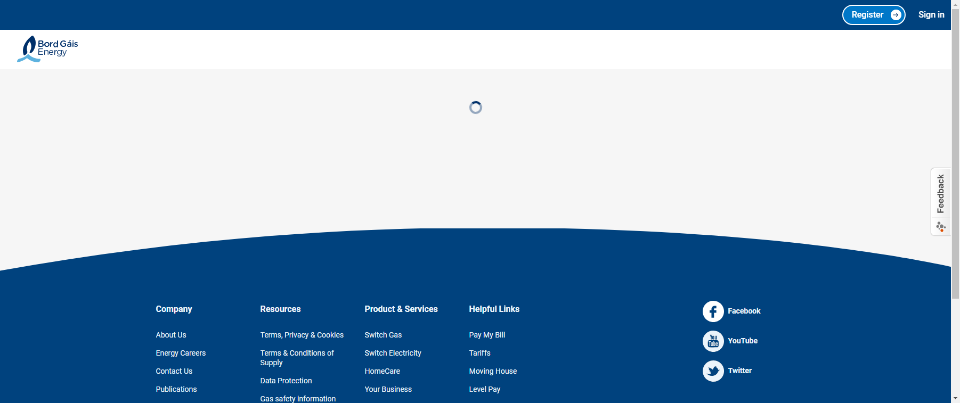 Register
Sign in
Bord Gáis
Energy
Feedback
Company
About Us
Energy Careers
Contact Us
Publications
Resources
Terms, Privacy & Cookies
Terms & Conditions of
Supply
Data Protection
Gas safety information
Product & Services
Switch Gas
Switch Electricity
HomeCare
Your Business
Helpful Links
Pay My Bill
Tariffs
Moving House
Level Pay
Facebook
YouTube
Twitter